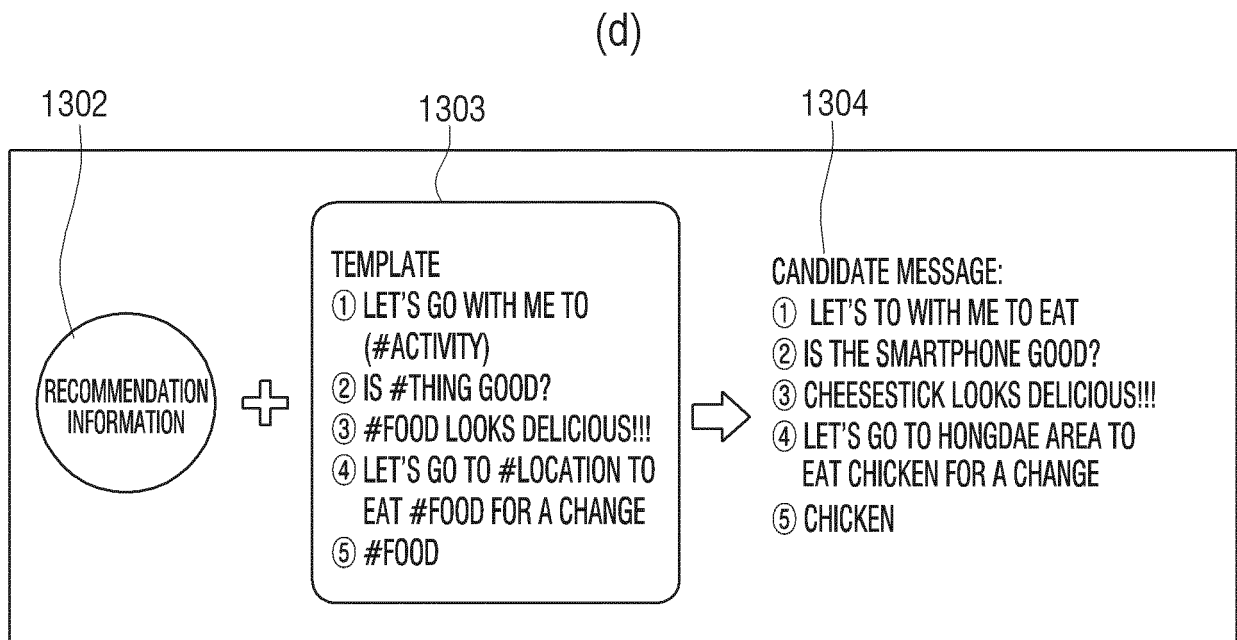 (d)
1302
1303
1304
RECOMMENDATION
INFORMATION
TEMPLATE
① LET'S GO WITH ME TO
(#ACTIVITY)
② IS #THING GOOD?
③ #FOOD LOOKS DELICIOUS!!!
④ LET'S GO TO #LOCATION TO
EAT #FOOD FOR A CHANGE
⑤ #FOOD
CANDIDATE MESSAGE:
① LET'S TO WITH ME TO EAT
② IS THE SMARTPHONE GOOD?
③ CHEESESTICK LOOKS DELICIOUS!!!
④ LET'S GO TO HONGDAE AREA TO
EAT CHICKEN FOR A CHANGE
⑤ CHICKEN